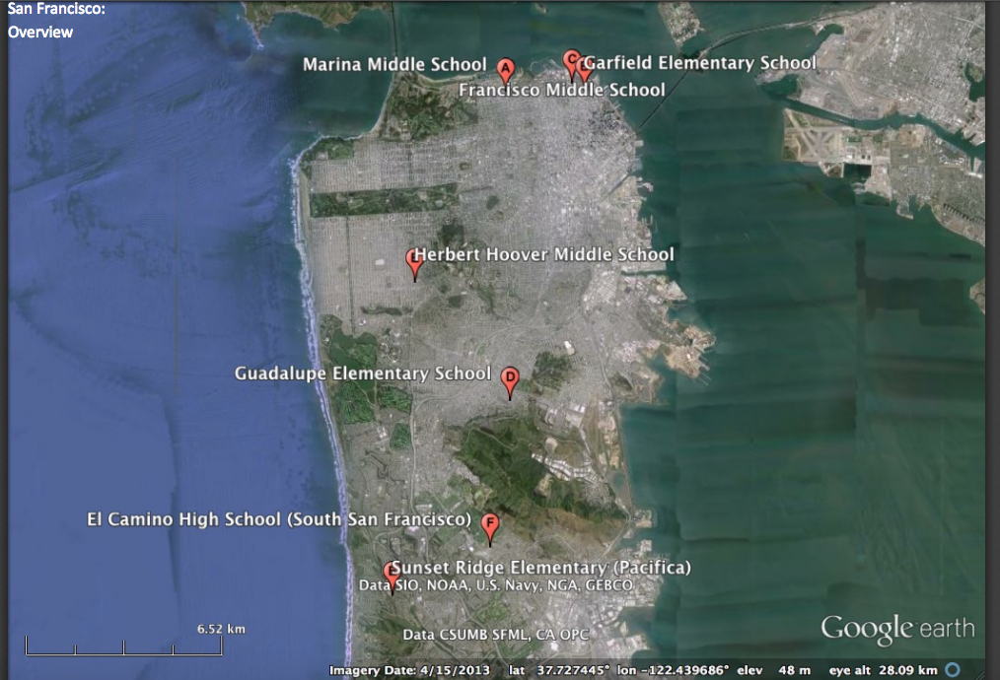 San Francisco:
Overview
Marina Middle School
A
C
Garfield Elementary School
Francisco Middle School
Herbert Hoover Middle School
Guadalupe Elementary School
D
El Camino High School (South San Francisco)
F
Sunset Ridge Elementary (Pacifica)
Data SIO, NOAA, U.S. Navy, NGA, GEBCO
6.52 km
Data CSUMB SFML, CA OPC
Google earth
Imagery Date: 4/15/2013 lat 37.727445° lon -122.439686° elev 48 m eye alt 28.09 km